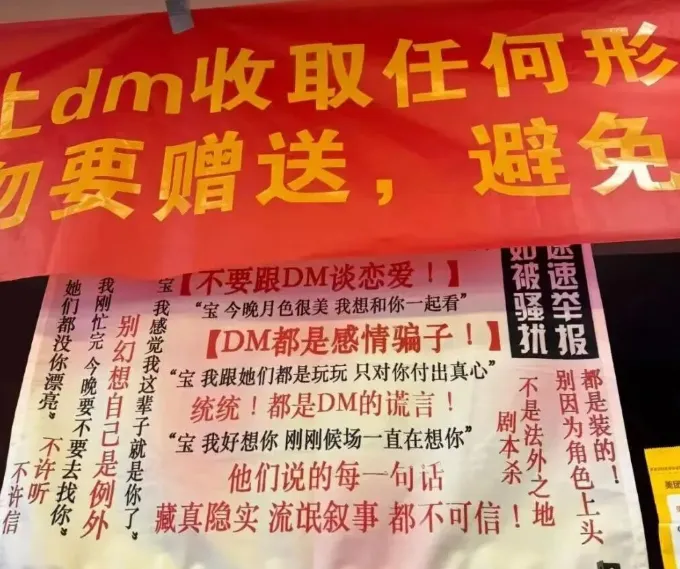 上dm收取任何形
勿要赠送，避免
【不要跟DM谈恋爱！】
“宝 今晚月色很美 我想和你一起看”
【DM都是感情骗子！】
“宝 我跟她们都是玩玩 只对你付出真心”
统统！都是DM的谎言！
“宝 我好想你 刚刚候场一直在想你”
他们说的每一句话
藏真隐实 流氓叙事 都不可信！
速速举报
如被骚扰
都是装的！
别因为角色上头
不是法外之地
剧本杀
宝 我感觉我这辈子就是你了”
别幻想自己是例外
我刚忙完 今晚要不要去找你”
她们都没你漂亮”
不许听
不许信